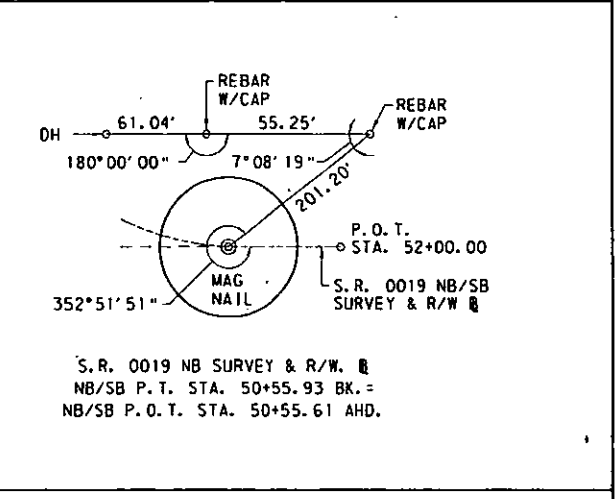 REBAR
W/CAP
REBAR
W/CAP
DH
61.04'
55.25'
180°00'00"
7°08'19"
201.20'
P.O.T.
STA. 52+00.00
MAG
NAIL
S.R. 0019 NB/SB
SURVEY & R/W ⅊
352°51'51"
S.R. 0019 NB SURVEY & R/W. ⅊
NB/SB P.T. STA. 50+55.93 BK.=
NB/SB P.O.T. STA. 50+55.61 AHD.